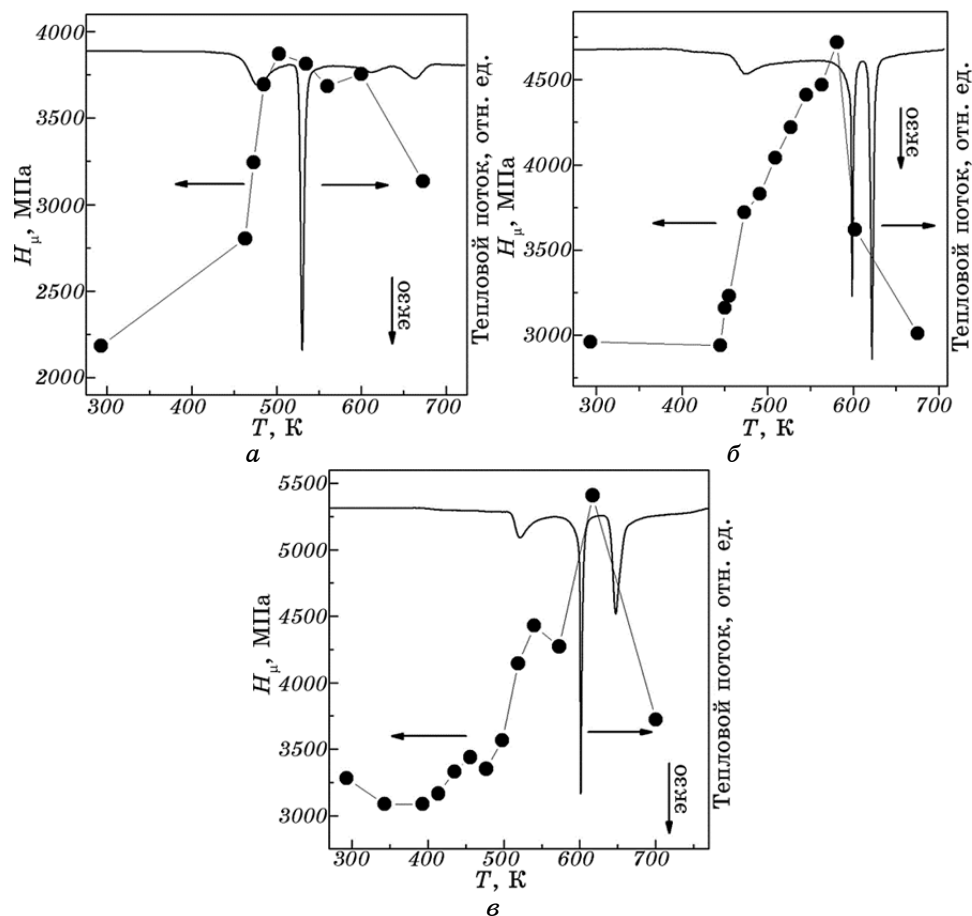 4000
3500
3000
2500
2000
300 400 500 600 700
H_μ, МПа
Тепловой поток, отн. ед.
экзо
T, К
а
4500
4000
3500
3000
300 400 500 600 700
H_μ, МПа
Тепловой поток, отн. ед.
экзо
T, К
б
5500
5000
4500
4000
3500
3000
300 400 500 600 700
H_μ, МПа
Тепловой поток, отн. ед.
экзо
T, К
в